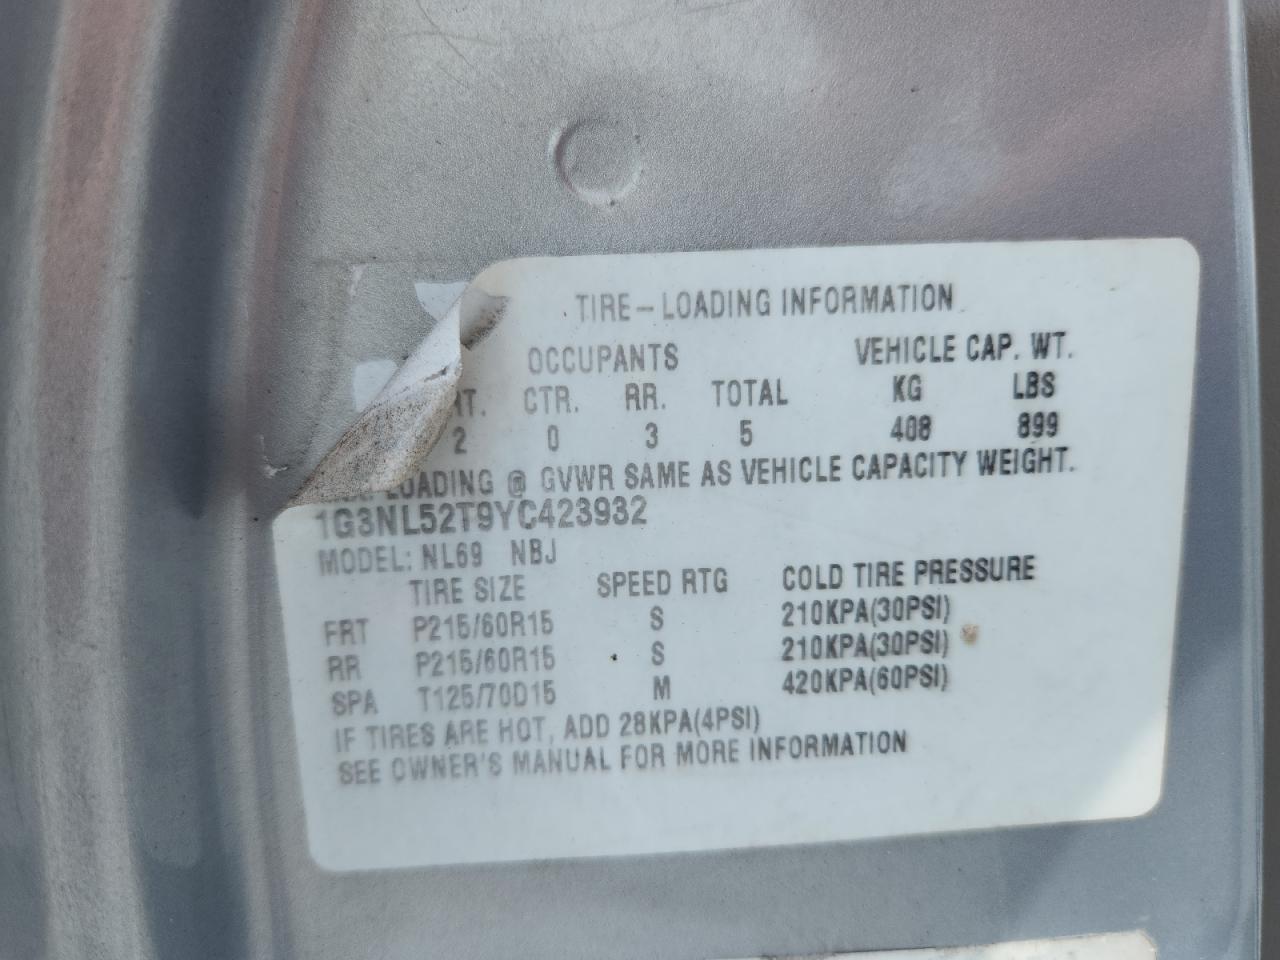 TIRE-LOADING INFORMATION
OCCUPANTS VEHICLE CAP. WT.
CTR. RR. TOTAL KG LBS
2 0 3 5 408 899
LOADING @ GVWR SAME AS VEHICLE CAPACITY WEIGHT.
1G3NL52T9YC423932
MODEL: NL69 NBJ
TIRE SIZE SPEED RTG COLD TIRE PRESSURE
FRT P215/60R15 S 210KPA(30PSI)
RR P215/60R15 S 210KPA(30PSI)
SPA T125/70D15 M 420KPA(60PSI)
IF TIRES ARE HOT, ADD 28KPA(4PSI)
SEE OWNER'S MANUAL FOR MORE INFORMATION